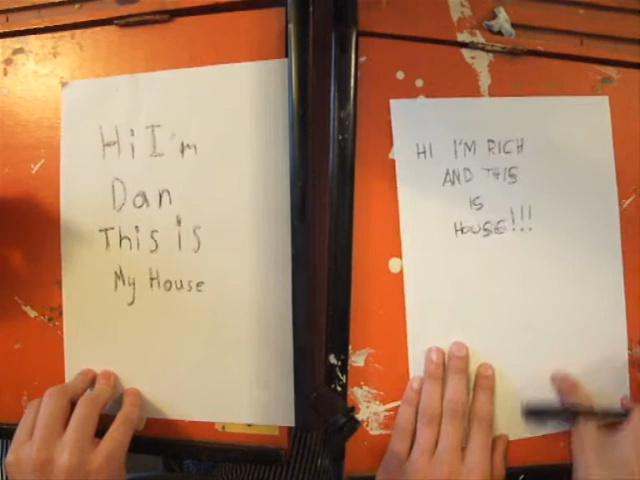 Hi I'm
Dan
This is
My House
HI I'M RICH
AND THIS
IS
HOUSE!!!